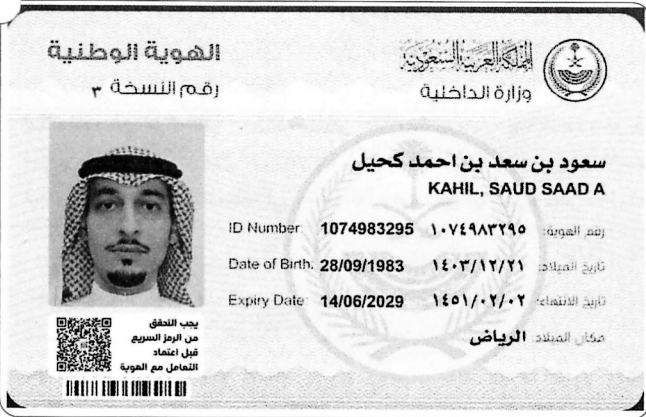 المملكة العربية السعودية
وزارة الداخلية
الهوية الوطنية
رقم النسخة ٣
سعود بن سعد بن احمد كحيل
KAHIL, SAUD SAAD A
ID Number: 1074983295 ١٠٧٤٩٨٣٢٩٥ رقم الهوية:
Date of Birth: 28/09/1983 ١٤٠٣/١٢/٢١ تاريخ الميلاد:
Expiry Date: 14/06/2029 ١٤٥١/٠٢/٠٢ تاريخ الانتهاء:
مكان الميلاد: الرياض
يجب التحقق
من الرمز السريع
قبل اعتماد
التعامل مع الهوية